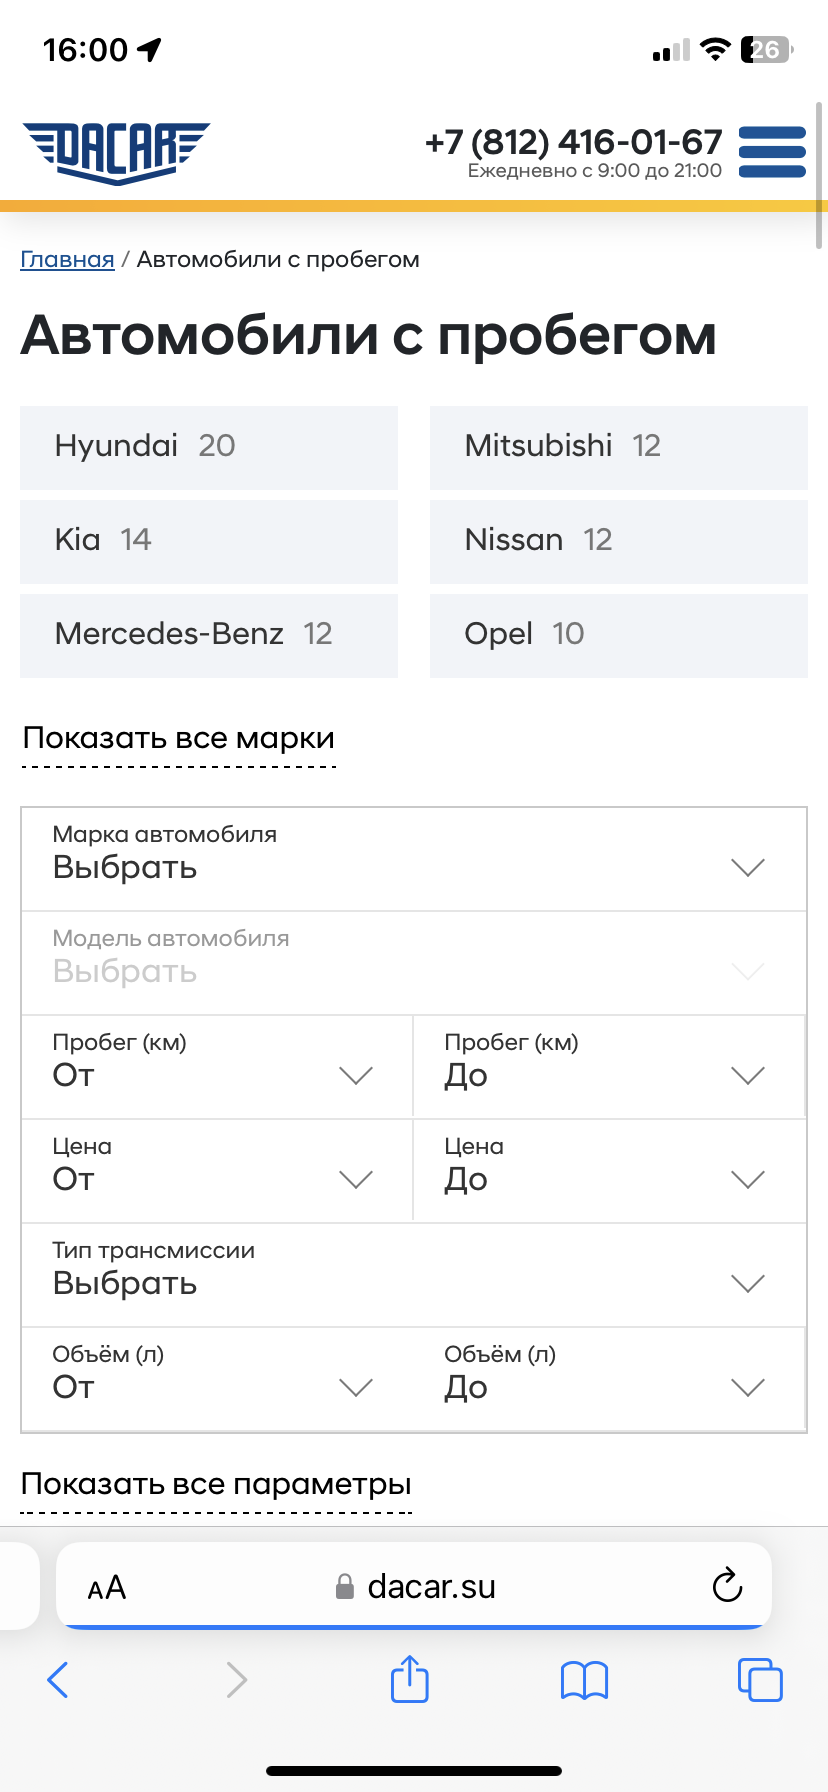 16:00
26
DACAR
+7 (812) 416-01-67
Ежедневно с 9:00 до 21:00
Главная / Автомобили с пробегом
Автомобили с пробегом
Hyundai 20
Mitsubishi 12
Kia 14
Nissan 12
Mercedes-Benz 12
Opel 10
Показать все марки
Марка автомобиля
Выбрать
Модель автомобиля
Выбрать
Пробег (км)
От
Пробег (км)
До
Цена
От
Цена
До
Тип трансмиссии
Выбрать
Объём (л)
От
Объём (л)
До
Показать все параметры
AA
dacar.su